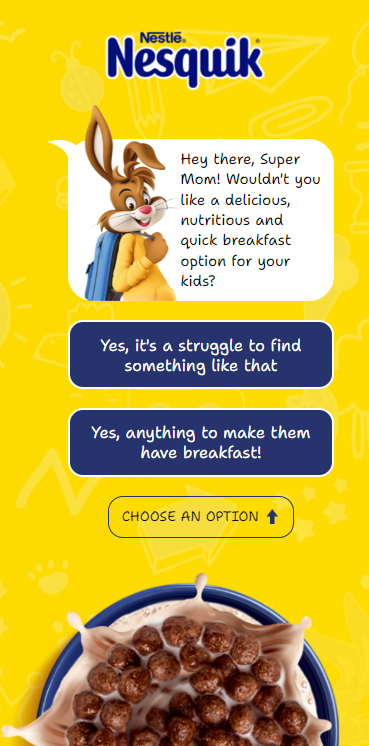 Nestlé
Nesquik
Hey there, Super
Mom! Wouldn't you
like a delicious,
nutritious and
quick breakfast
option for your
kids?
Yes, it's a struggle to find
something like that
Yes, anything to make them
have breakfast!
CHOOSE AN OPTION